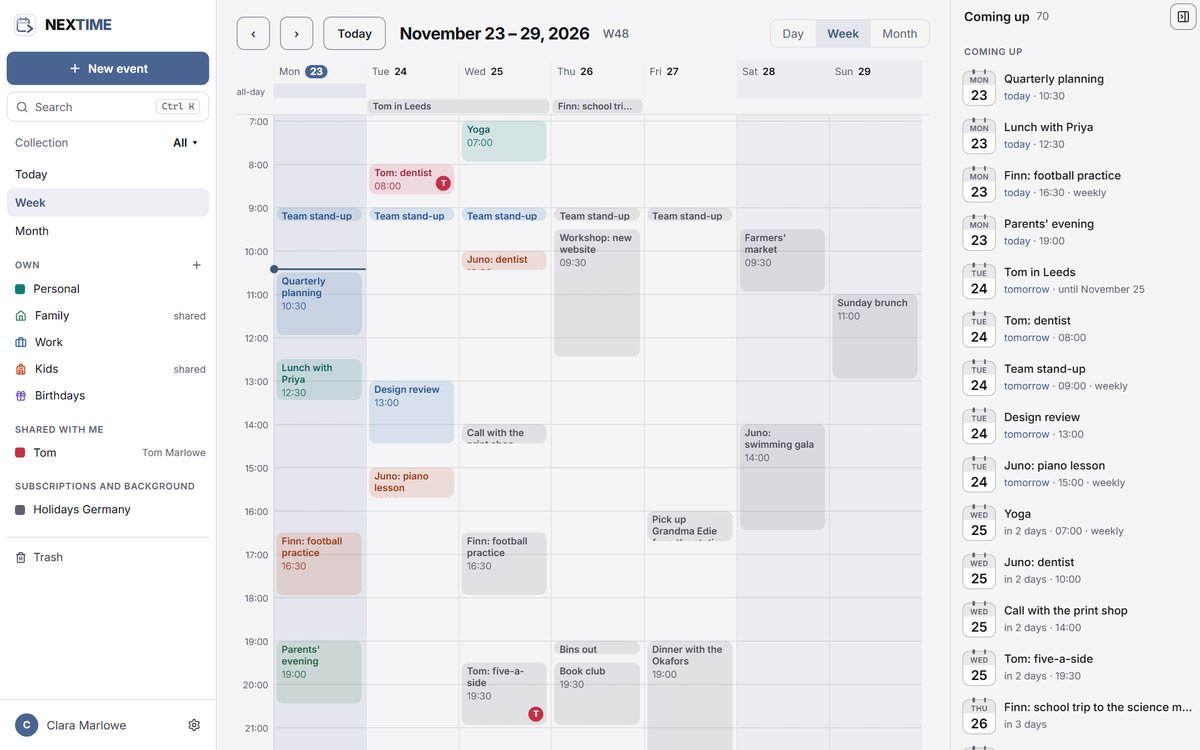 NEXTIME
+ New event
Search Ctrl K
Collection All
Today
Week
Month
OWN +
Personal
Family shared
Work
Kids shared
Birthdays
SHARED WITH ME
Tom Tom Marlowe
SUBSCRIPTIONS AND BACKGROUND
Holidays Germany
Trash
C Clara Marlowe
‹ › Today November 23 – 29, 2026 W48 Day Week Month
Mon 23 Tue 24 Wed 25 Thu 26 Fri 27 Sat 28 Sun 29
all-day
Tom in Leeds Finn: school tri…
7:00
8:00
9:00
10:00
11:00
12:00
13:00
14:00
15:00
16:00
17:00
18:00
19:00
20:00
21:00
Team stand-up
Quarterly
planning
10:30
Lunch with
Priya
12:30
Finn: football
practice
16:30
Parents'
evening
19:00
Tom: dentist
08:00
T
Team stand-up
Design review
13:00
Juno: piano
lesson
Yoga
07:00
Team stand-up
Juno: dentist
Call with the
Finn: football
practice
16:30
Tom: five-a-
side
19:30
T
Team stand-up
Workshop: new
website
09:30
Bins out
Book club
19:30
Team stand-up
Pick up
Grandma Edie
Dinner with the
Okafors
19:00
Farmers'
market
09:30
Juno:
swimming gala
14:00
Sunday brunch
11:00
Coming up 70
COMING UP
MON
23
Quarterly planning
today · 10:30
MON
23
Lunch with Priya
today · 12:30
MON
23
Finn: football practice
today · 16:30 · weekly
MON
23
Parents' evening
today · 19:00
TUE
24
Tom in Leeds
tomorrow · until November 25
TUE
24
Tom: dentist
tomorrow · 08:00
TUE
24
Team stand-up
tomorrow · 09:00 · weekly
TUE
24
Design review
tomorrow · 13:00
TUE
24
Juno: piano lesson
tomorrow · 15:00 · weekly
WED
25
Yoga
in 2 days · 07:00 · weekly
WED
25
Juno: dentist
in 2 days · 10:00
WED
25
Call with the print shop
in 2 days · 14:00
WED
25
Tom: five-a-side
in 2 days · 19:30
THU
26
Finn: school trip to the science m...
in 3 days